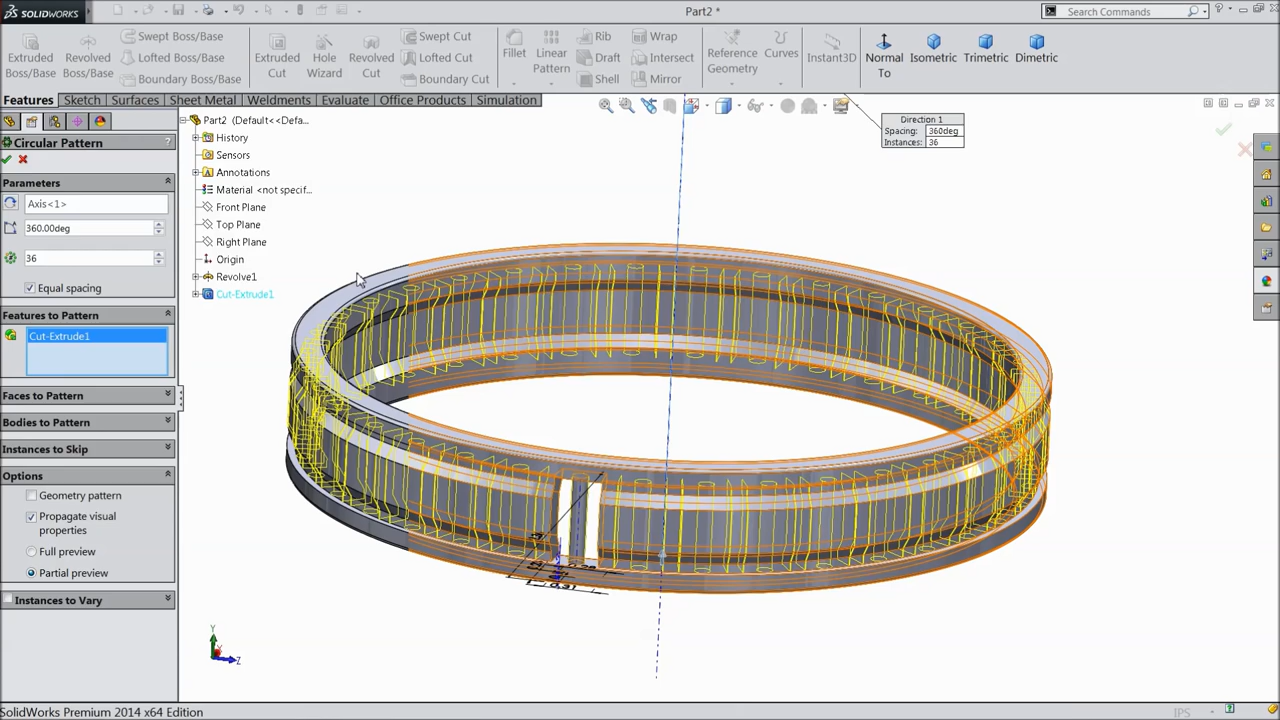 SOLIDWORKS
Part2 *
Search Commands
Extruded Boss/Base
Revolved Boss/Base
Swept Boss/Base
Lofted Boss/Base
Boundary Boss/Base
Extruded Cut
Hole Wizard
Revolved Cut
Swept Cut
Lofted Cut
Boundary Cut
Fillet
Linear Pattern
Rib
Draft
Shell
Wrap
Intersect
Mirror
Reference Geometry
Curves
Instant3D
Normal To
Isometric
Trimetric
Dimetric
Features
Sketch
Surfaces
Sheet Metal
Weldments
Evaluate
Office Products
Simulation
Circular Pattern
?
Parameters
Axis<1>
360.00deg
36
Equal spacing
Features to Pattern
Cut-Extrude1
Faces to Pattern
Bodies to Pattern
Instances to Skip
Options
Geometry pattern
Propagate visual
properties
Full preview
Partial preview
Instances to Vary
Part2 (Default<<Defa...
History
Sensors
Annotations
Material <not specif...
Front Plane
Top Plane
Right Plane
Origin
Revolve1
Cut-Extrude1
Direction 1
Spacing: 360deg
Instances: 36
Y
Z
SolidWorks Premium 2014 x64 Edition
IPS